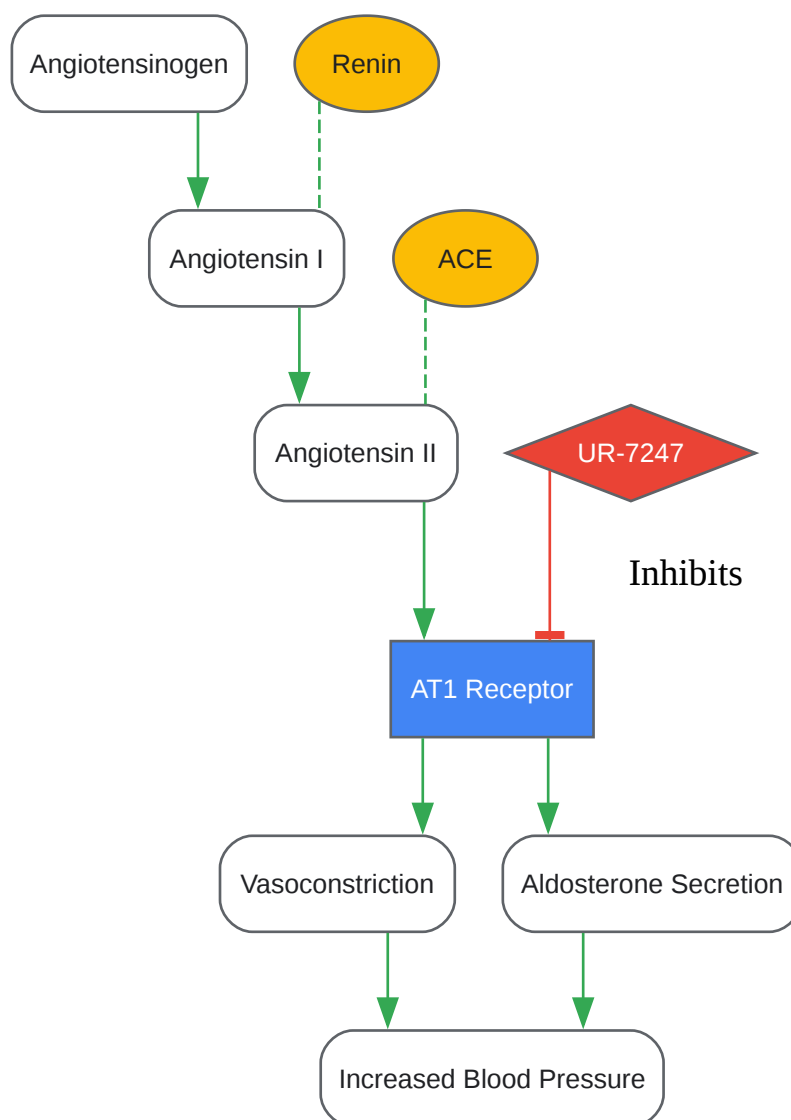 Angiotensinogen
Renin
Angiotensin I
ACE
Angiotensin II
UR-7247
Inhibits
AT1 Receptor
Vasoconstriction
Aldosterone Secretion
Increased Blood Pressure